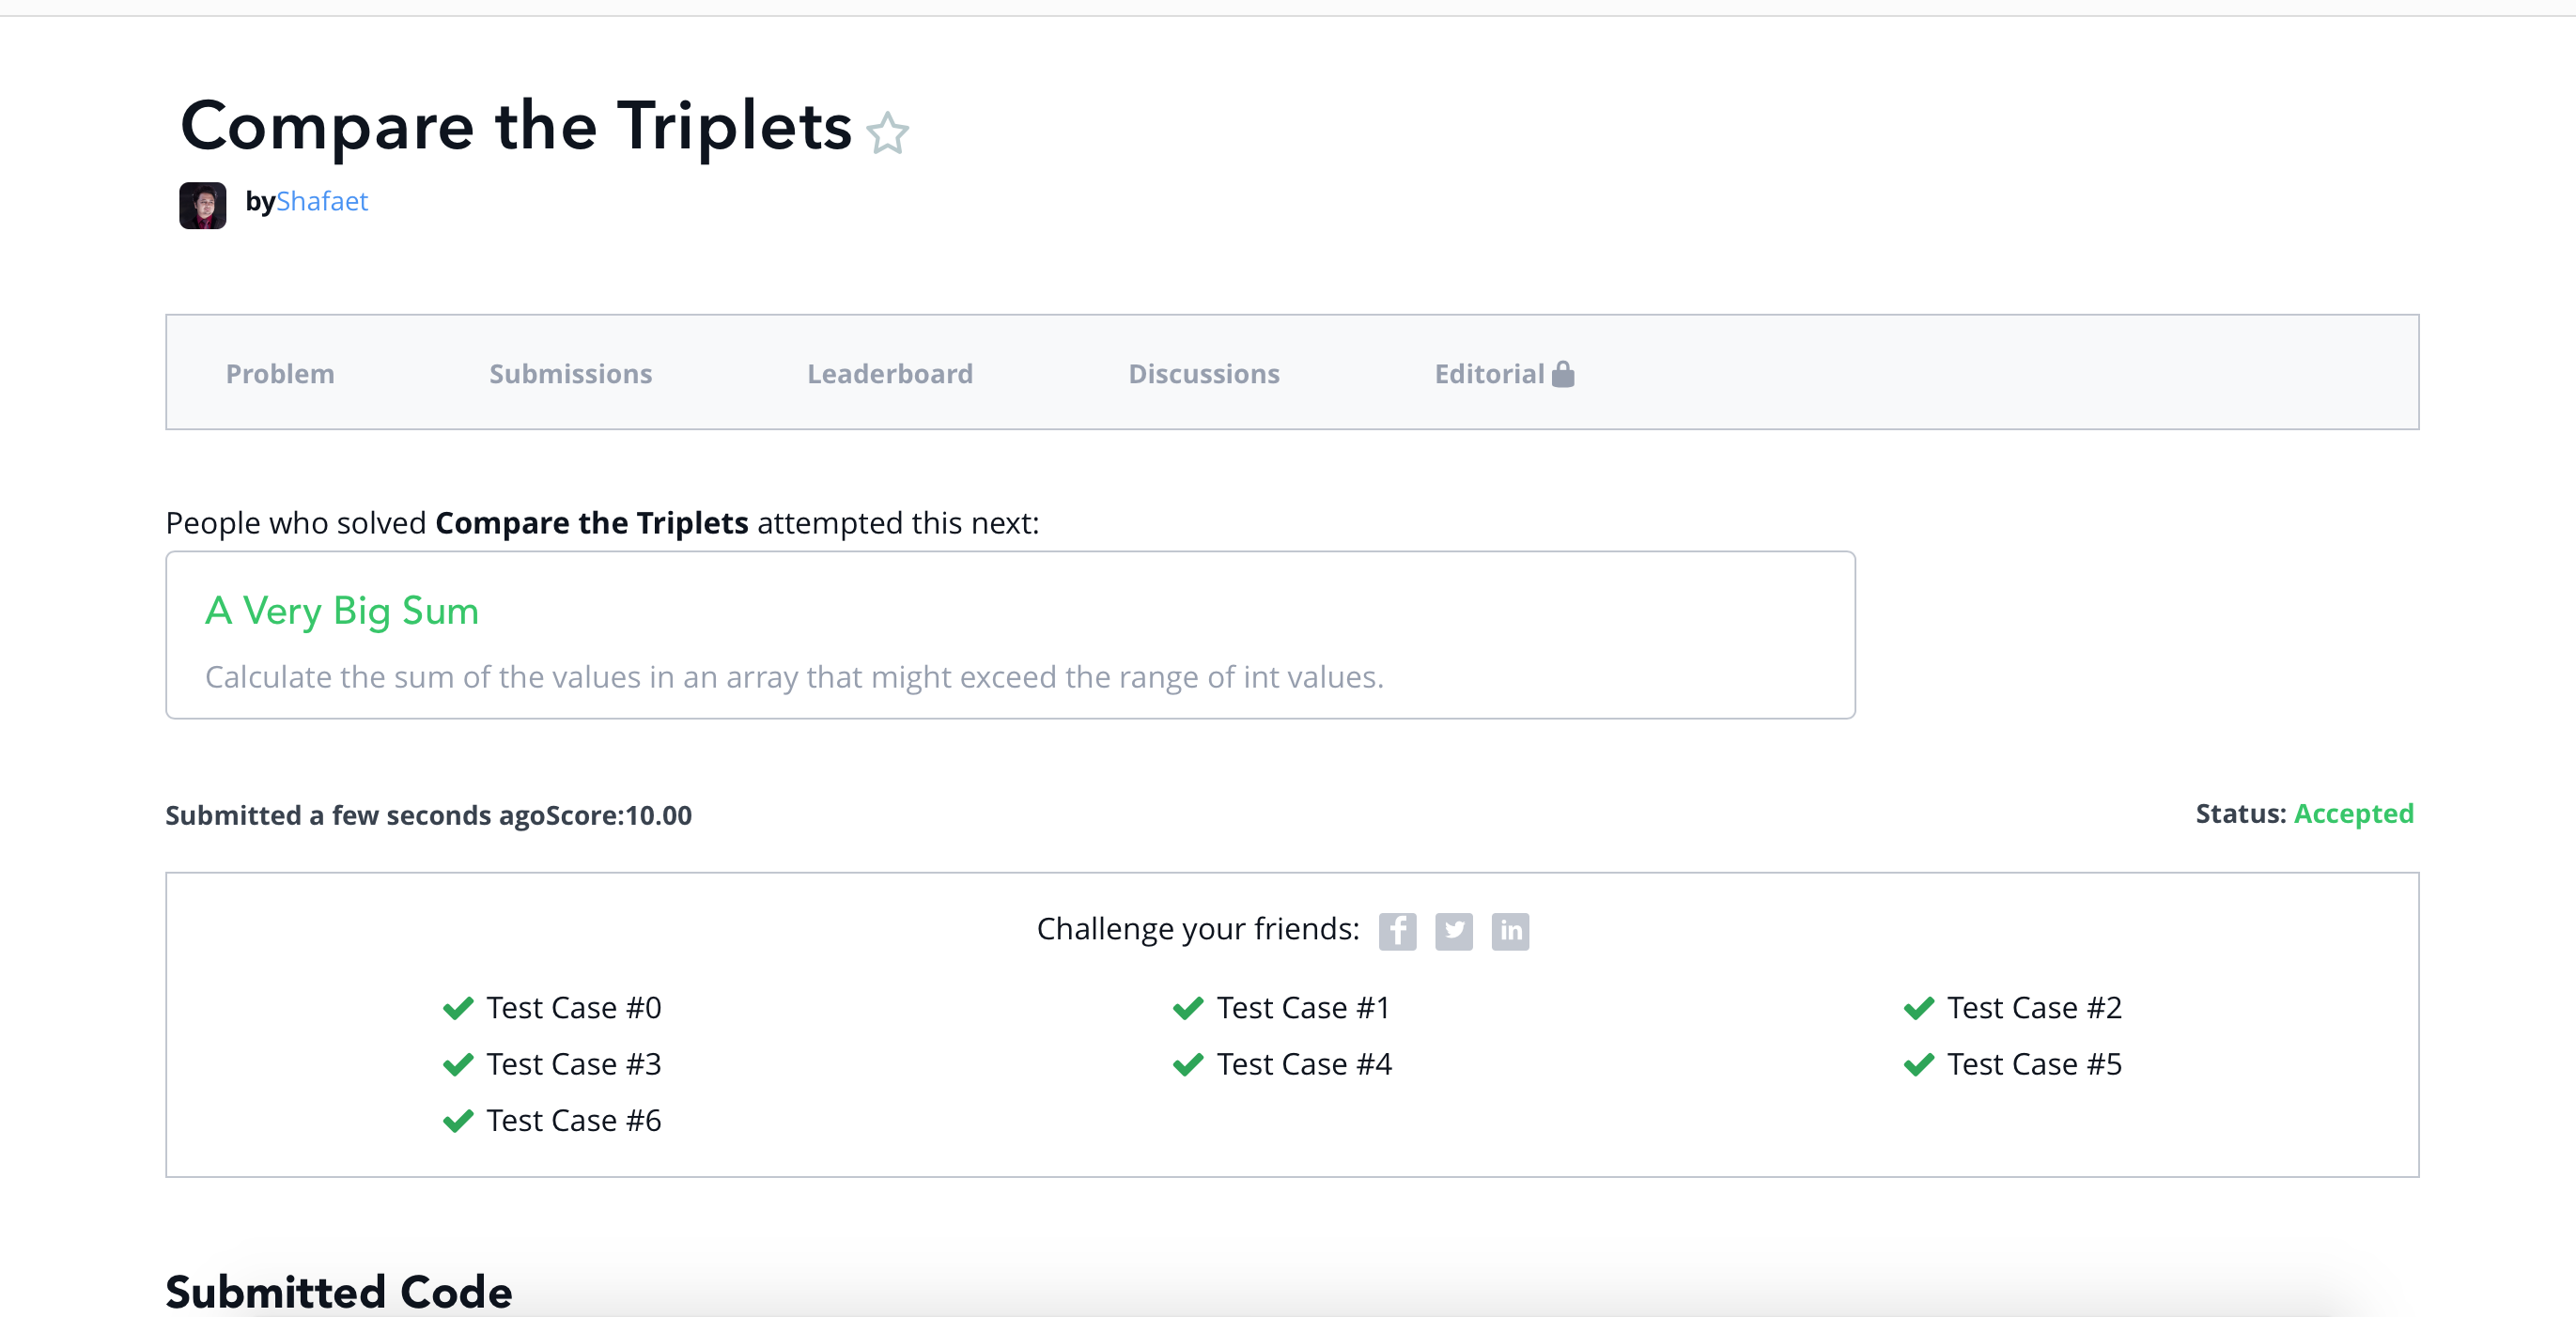 Compare the Triplets
byShafaet
Problem Submissions Leaderboard Discussions Editorial
People who solved Compare the Triplets attempted this next:
A Very Big Sum
Calculate the sum of the values in an array that might exceed the range of int values.
Submitted a few seconds agoScore:10.00 Status: Accepted
Challenge your friends:
Test Case #0 Test Case #1 Test Case #2
Test Case #3 Test Case #4 Test Case #5
Test Case #6
Submitted Code